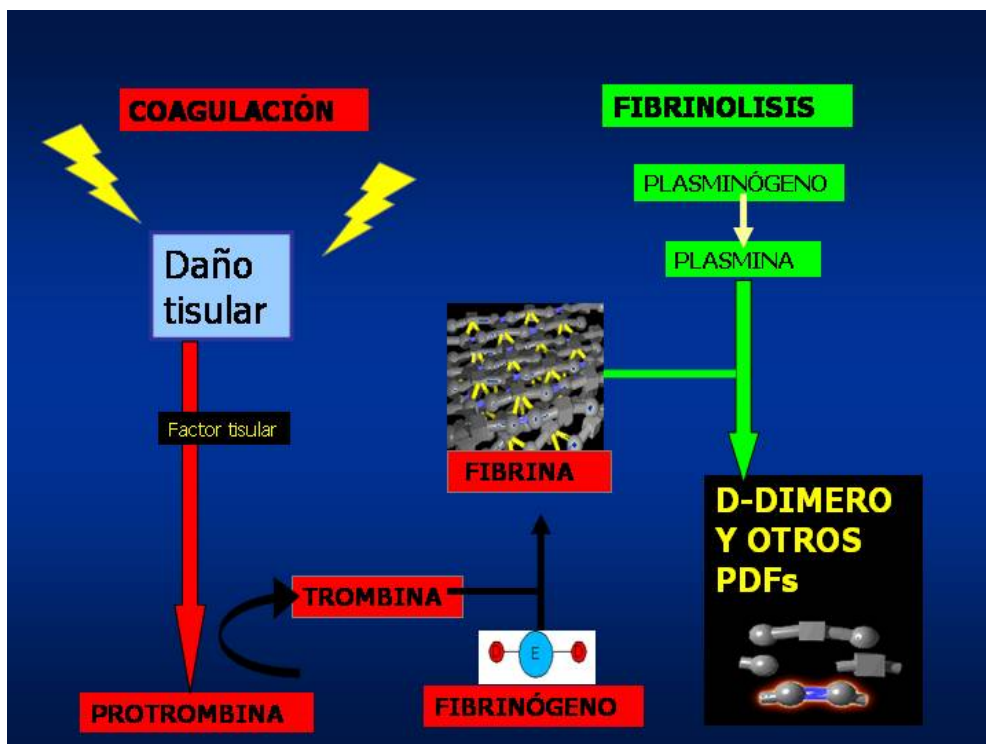 COAGULACIÓN
FIBRINOLISIS
PLASMINÓGENO
PLASMINA
Daño
tisular
Factor tisular
FIBRINA
D-DIMERO
Y OTROS
PDFs
TROMBINA
E
PROTROMBINA
FIBRINÓGENO